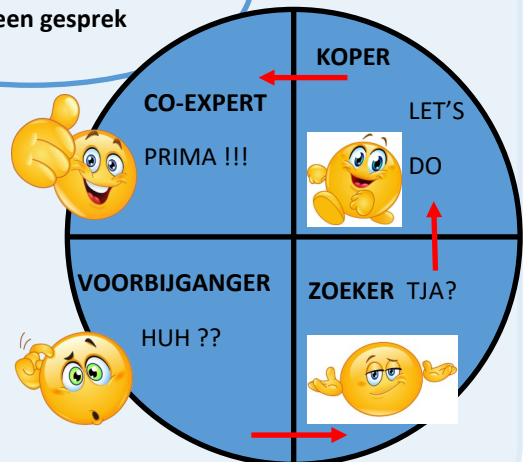 een gesprek
KOPER
CO-EXPERT
LET'S
PRIMA !!!
DO
VOORBIJGANGER
ZOEKER TJA?
HUH ??